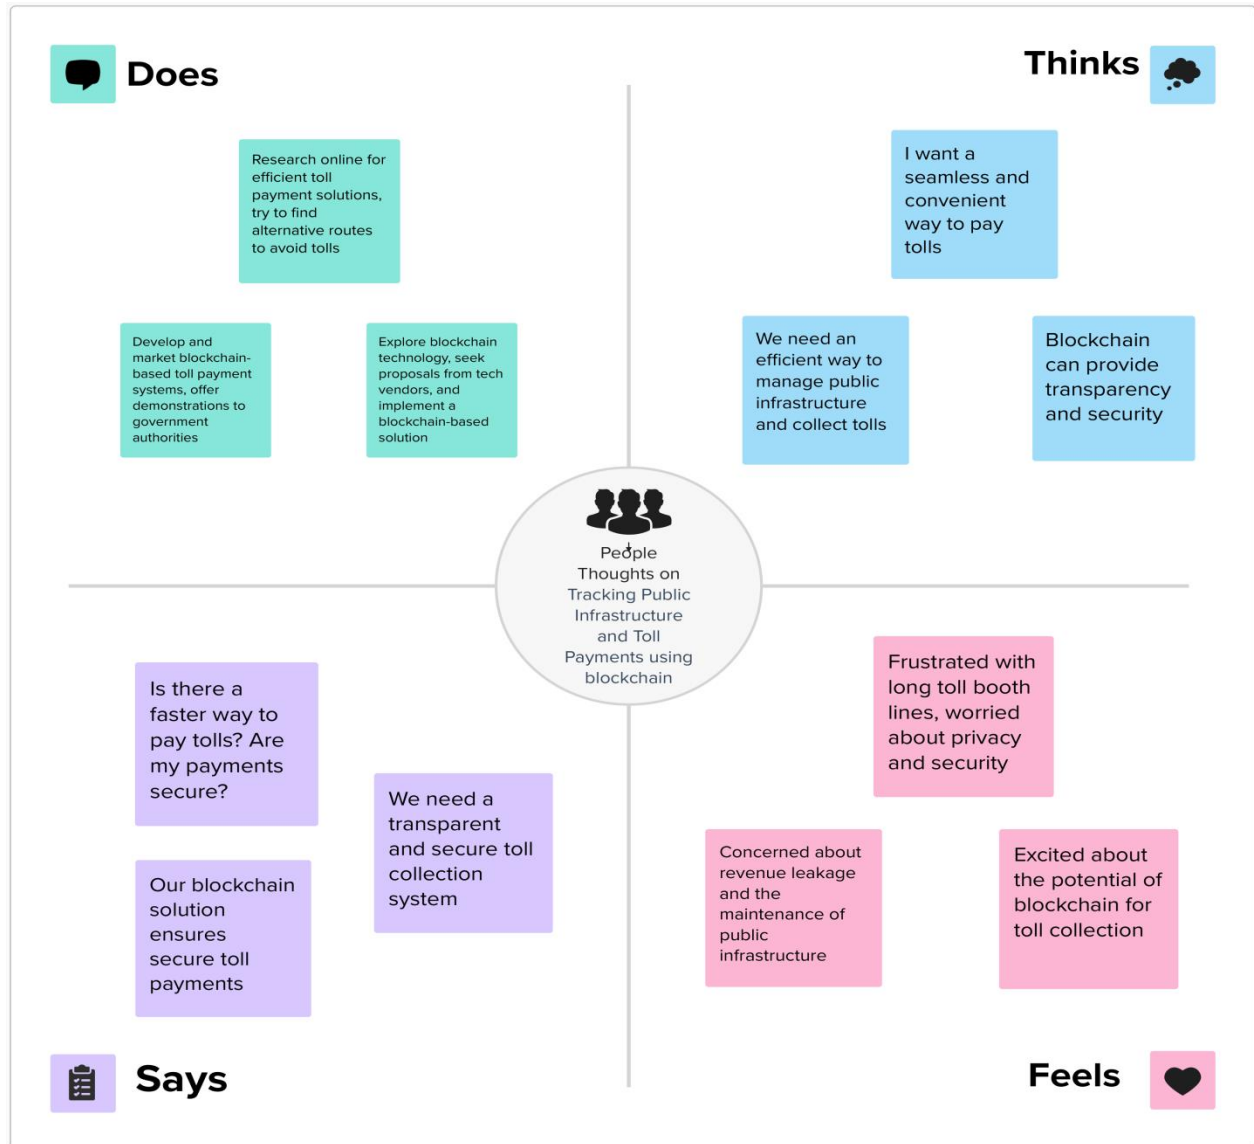 Does
Research online for
efficient toll
payment solutions,
try to find
alternative routes
to avoid tolls
Develop and
market blockchain-
based toll payment
systems, offer
demonstrations to
government
authorities
Explore blockchain
technology, seek
proposals from tech
vendors, and
implement a
blockchain-based
solution
Thinks
I want a
seamless and
convenient
way to pay
tolls
We need an
efficient way to
manage public
infrastructure
and collect tolls
Blockchain
can provide
transparency
and security
People
Thoughts on
Tracking Public
Infrastructure
and Toll
Payments using
blockchain
Is there a
faster way to
pay tolls? Are
my payments
secure?
We need a
transparent
and secure toll
collection
system
Our blockchain
solution
ensures
secure toll
payments
Says
Frustrated with
long toll booth
lines, worried
about privacy
and security
Concerned about
revenue leakage
and the
maintenance of
public
infrastructure
Excited about
the potential of
blockchain for
toll collection
Feels